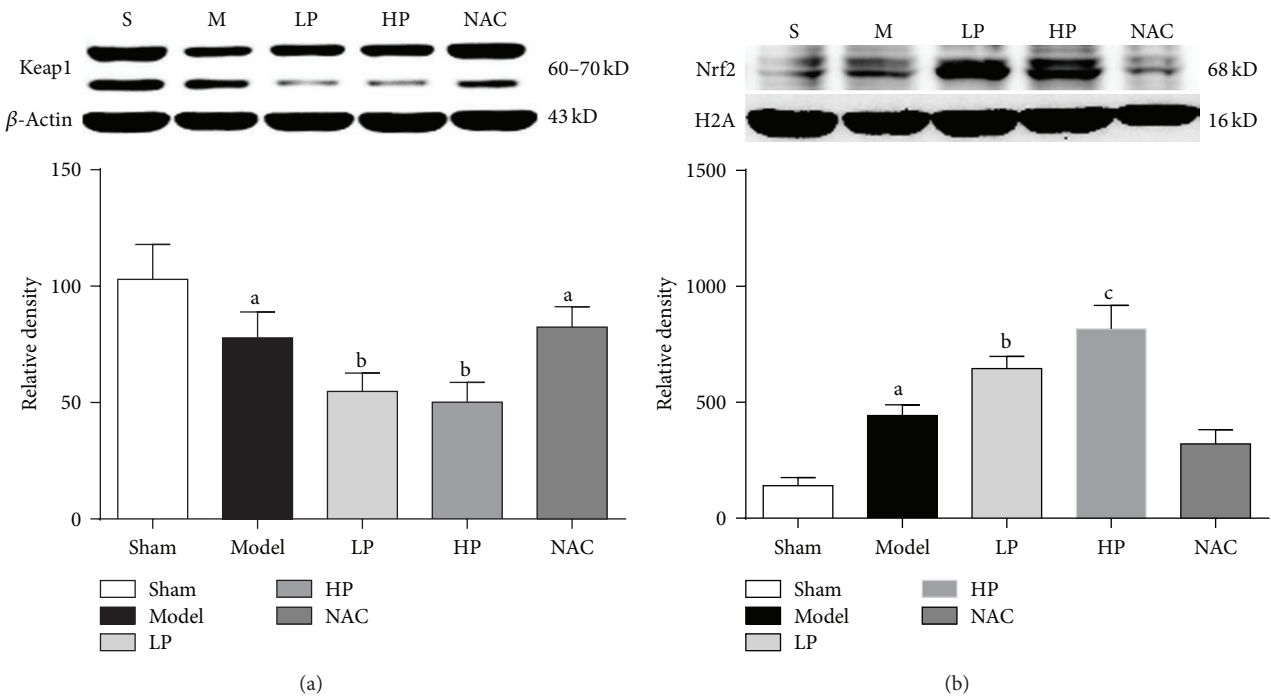 S M LP HP NAC
Keap1 60–70 kD
β-Actin 43 kD
150
100
50
0
Relative density
a
b
b
a
Sham Model LP HP NAC
Sham HP
Model NAC
LP
(a)
S M LP HP NAC
Nrf2 68 kD
H2A 16 kD
1500
1000
500
0
Relative density
a
b
c
Sham Model LP HP NAC
Sham HP
Model NAC
LP
(b)